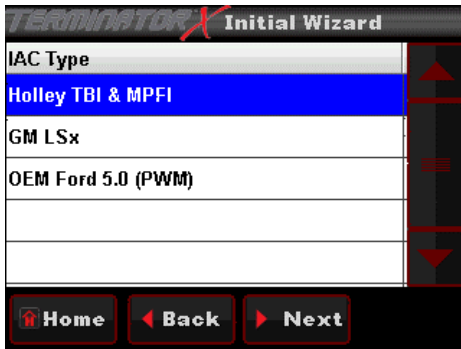 TERMINATOR X Initial Wizard
IAC Type
Holley TBI & MPFI
GM LSx
OEM Ford 5.0 (PWM)
Home Back Next